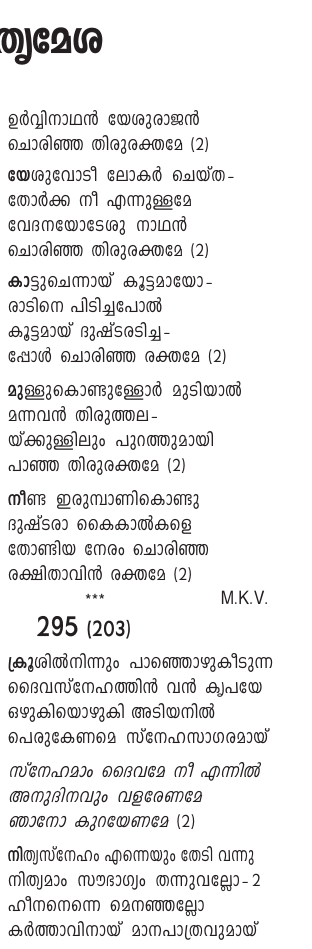 ത്യമേശ
ഉർവ്വിനാഥൻ യേശുരാജൻ
ചൊരിഞ്ഞ തിരുരക്തമേ (2)
യേശുവോടീ ലോകർ ചെയ്ത-
തോർക്ക നീ എന്നുള്ളമേ
വേദനയോടേശു നാഥൻ
ചൊരിഞ്ഞ തിരുരക്തമേ (2)
കാട്ടുചെന്നായ് കൂട്ടമായോ-
രാടിനെ പിടിച്ചപോൽ
കൂട്ടമായ് ദുഷ്ടരടിച്ച-
പ്പോൾ ചൊരിഞ്ഞ രക്തമേ (2)
മുള്ളുകൊണ്ടുള്ളോർ മുടിയാൽ
മന്നവൻ തിരുത്തല-
യ്ക്കുള്ളിലും പുറത്തുമായി
പാഞ്ഞ തിരുരക്തമേ (2)
നീണ്ട ഇരുമ്പാണികൊണ്ടു
ദുഷ്ടരാ കൈകാൽകളെ
തോണ്ടിയ നേരം ചൊരിഞ്ഞ
രക്ഷിതാവിൻ രക്തമേ (2)
*** M.K.V.
295 (203)
ക്രൂശിൽനിന്നും പാഞ്ഞൊഴുകീടുന്ന
ദൈവസ്നേഹത്തിൻ വൻ കൃപയേ
ഒഴുകിയൊഴുകി അടിയനിൽ
പെരുകേണമെ സ്നേഹസാഗരമായ്
സ്നേഹമാം ദൈവമേ നീ എന്നിൽ
അനുദിനവും വളരേണമേ
ഞാനോ കുറയേണമേ (2)
നിത്യസ്നേഹം എന്നെയും തേടി വന്നു
നിത്യമാം സൗഭാഗ്യം തന്നുവല്ലോ-2
ഹീനനെന്നെ മെനഞ്ഞല്ലോ
കർത്താവിനായ് മാനപാത്രവുമായ്